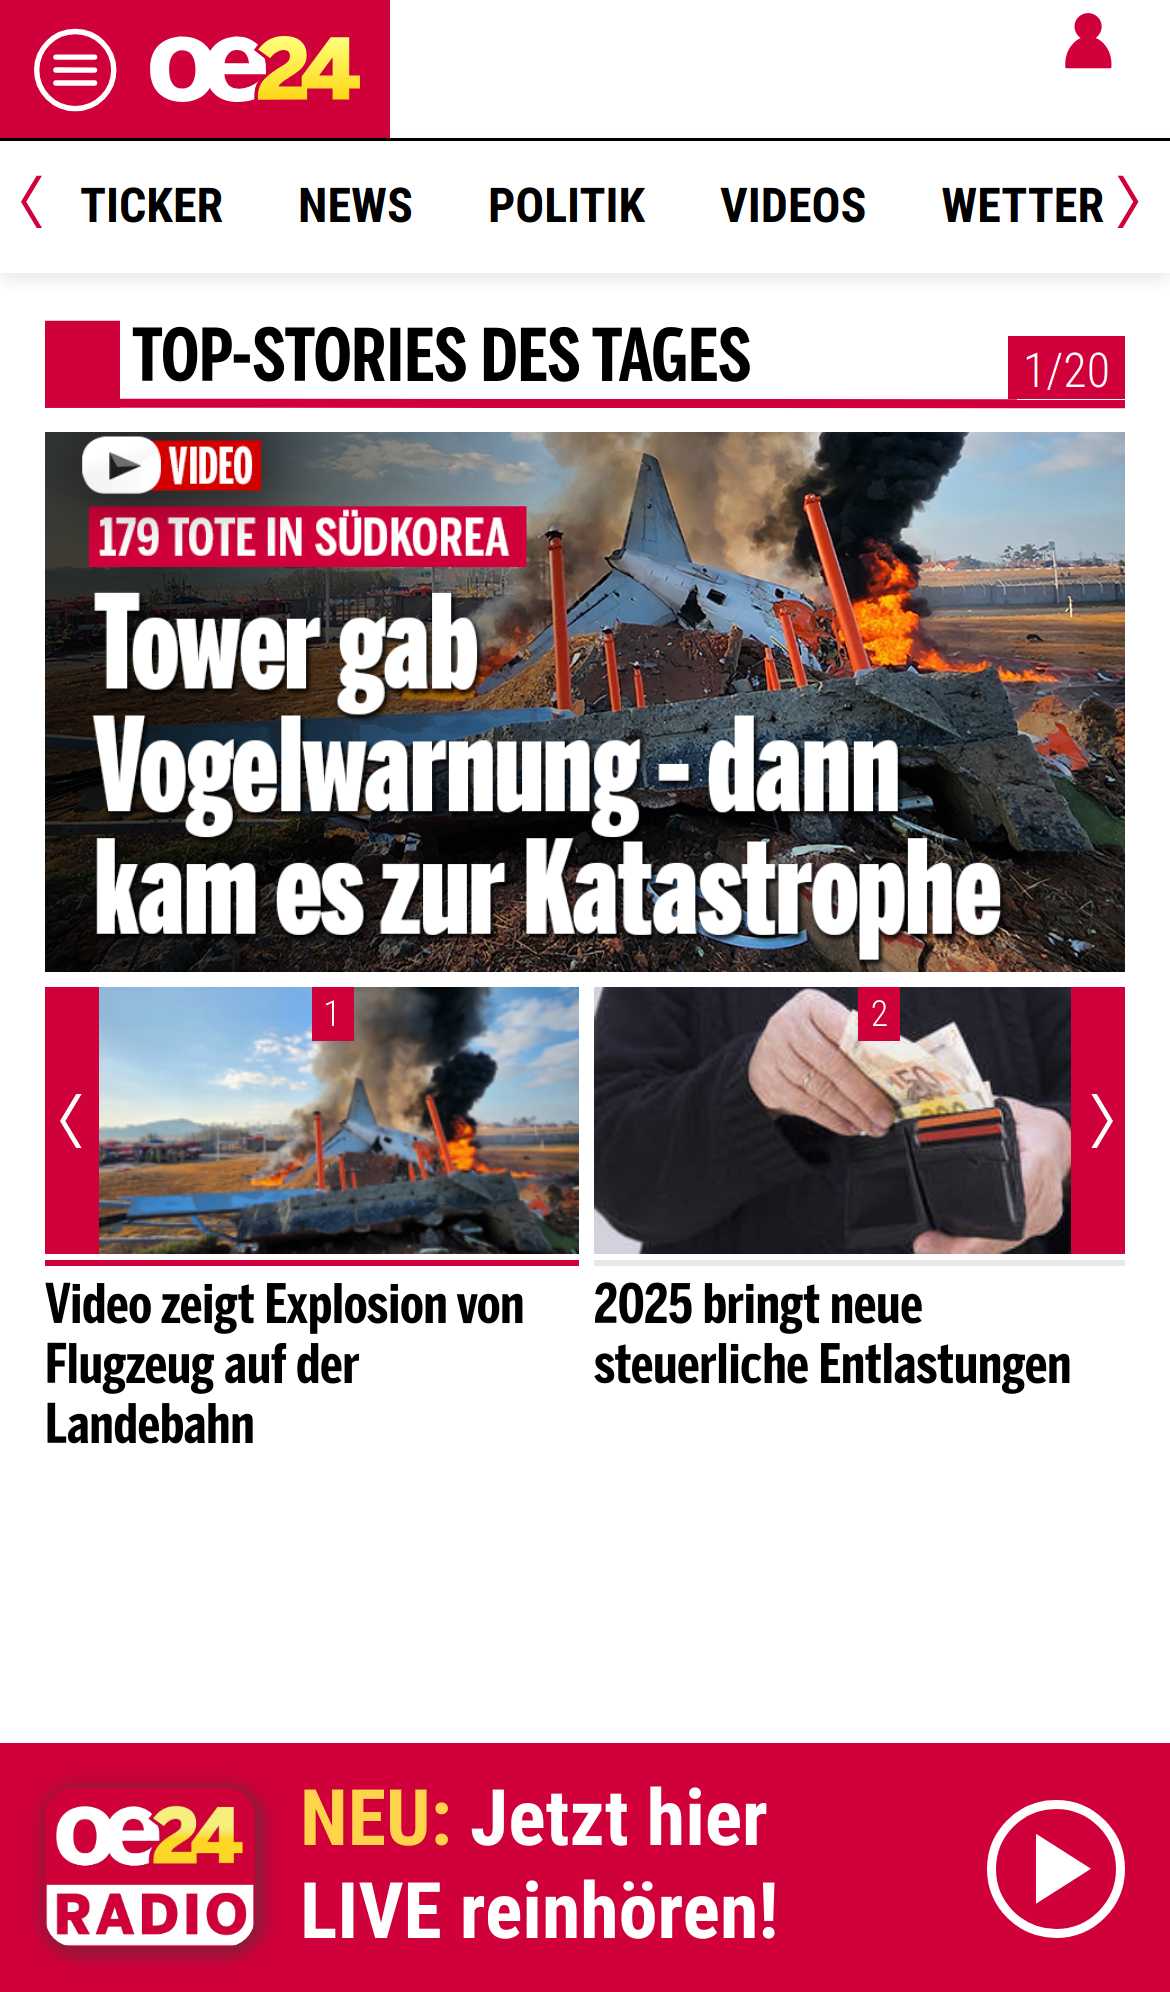 oe24
TICKER NEWS POLITIK VIDEOS WETTER
TOP-STORIES DES TAGES
1/20
VIDEO
179 TOTE IN SÜDKOREA
Tower gab
Vogelwarnung - dann
kam es zur Katastrophe
1
2
50
Video zeigt Explosion von
Flugzeug auf der
Landebahn
2025 bringt neue
steuerliche Entlastungen
oe24
RADIO
NEU: Jetzt hier
LIVE reinhören!